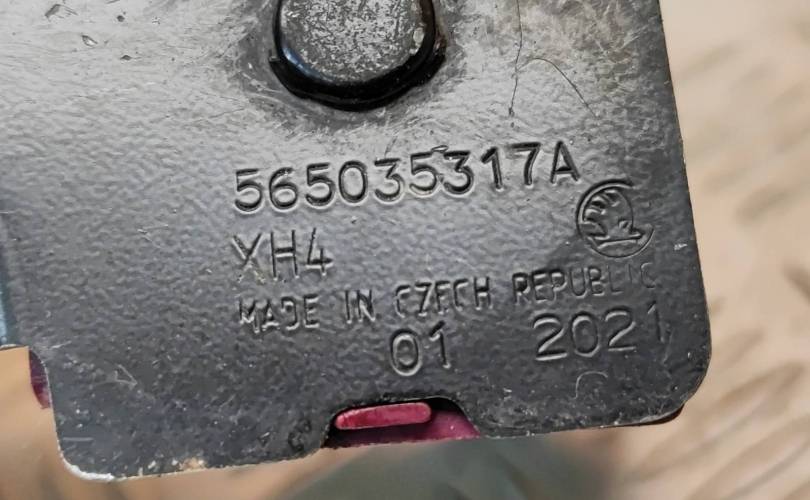 565035317A
XH4
MADE IN CZECH REPUBLIC
01 2021